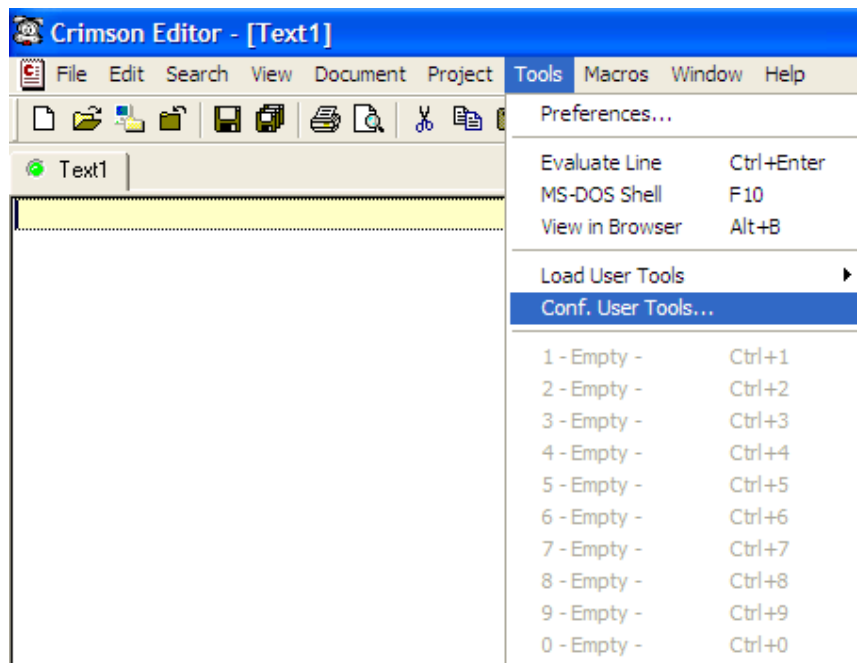 Crimson Editor - [Text1]
File Edit Search View Document Project Tools Macros Window Help
Preferences...
Text1
Evaluate Line Ctrl+Enter
MS-DOS Shell F10
View in Browser Alt+B
Load User Tools
Conf. User Tools...
1 - Empty - Ctrl+1
2 - Empty - Ctrl+2
3 - Empty - Ctrl+3
4 - Empty - Ctrl+4
5 - Empty - Ctrl+5
6 - Empty - Ctrl+6
7 - Empty - Ctrl+7
8 - Empty - Ctrl+8
9 - Empty - Ctrl+9
0 - Empty - Ctrl+0